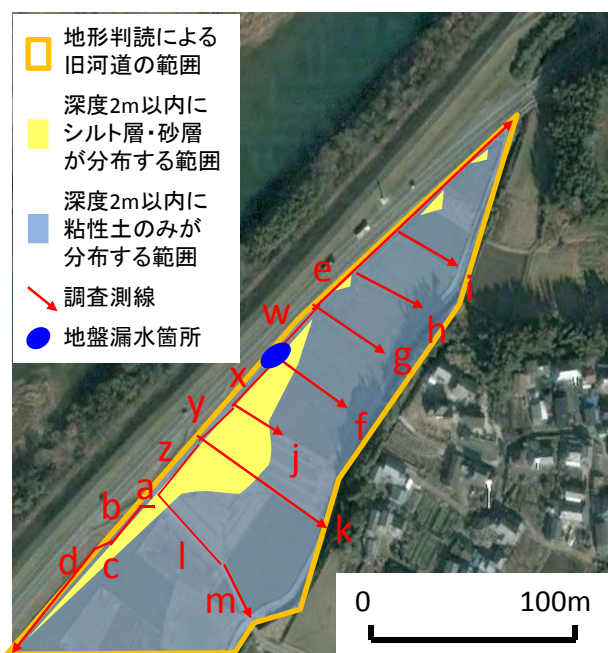 地形判読による
旧河道の範囲
深度2m以内に
シルト層・砂層
が分布する範囲
深度2m以内に
粘性土のみが
分布する範囲
調査測線
地盤漏水箇所
e
i
w
h
x
g
y
f
z
j
a
b
k
d
c
l
m
0 100m